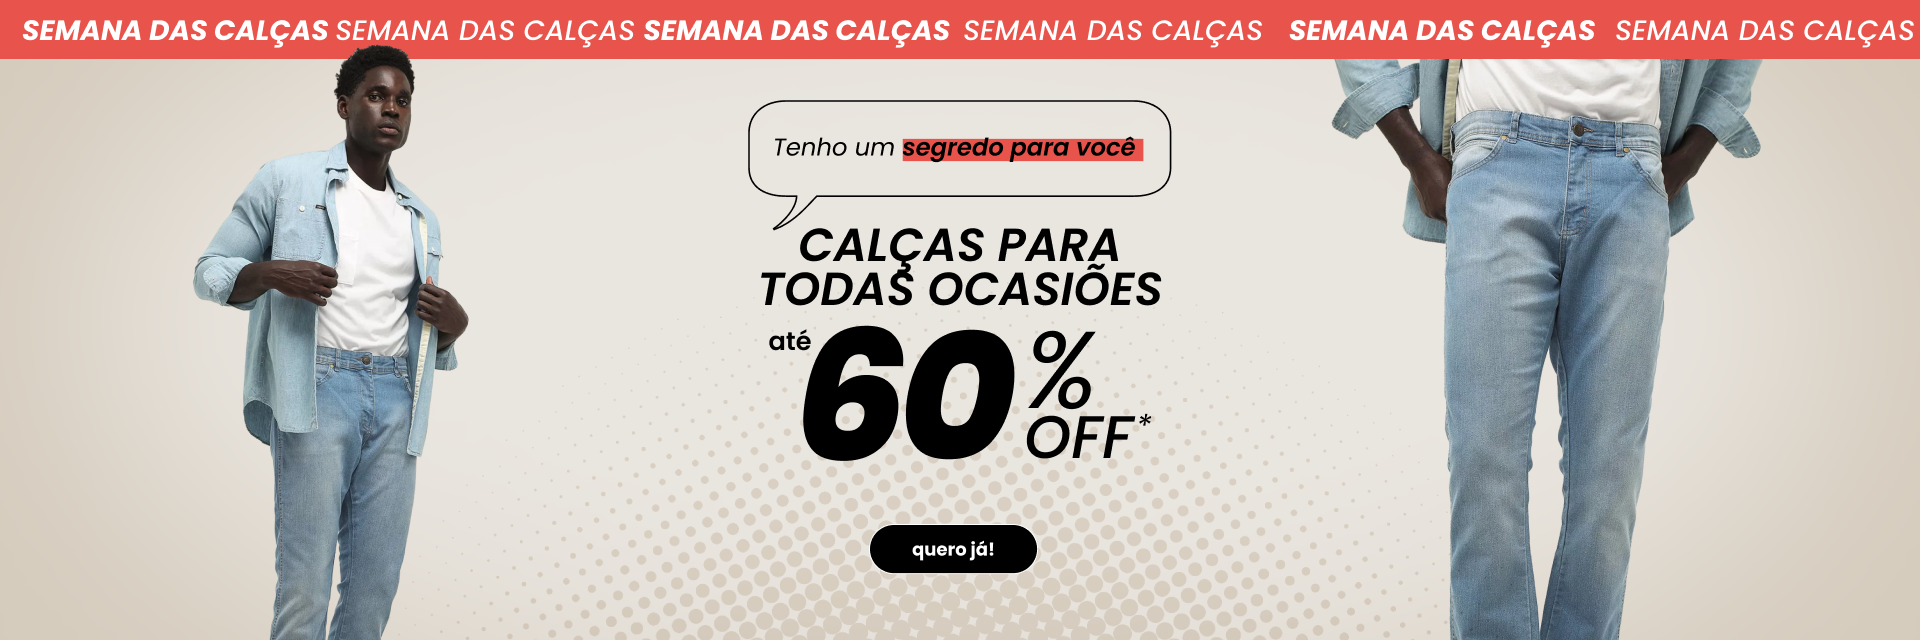 SEMANA DAS CALÇAS SEMANA DAS CALÇAS SEMANA DAS CALÇAS SEMANA DAS CALÇAS SEMANA DAS CALÇAS SEMANA DAS CALÇAS
Tenho um segredo para você
CALÇAS PARA
TODAS OCASIÕES
até 60%
OFF*
quero já!